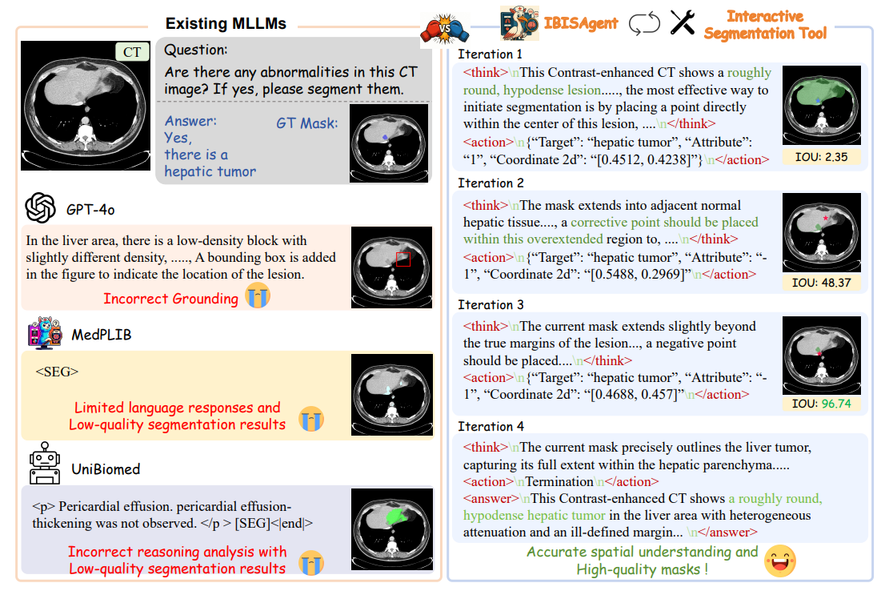 Existing MLLMs
CT
Question:
Are there any abnormalities in this CT
image? If yes, please segment them.
Answer:
Yes,
there is a
hepatic tumor
GT Mask:
GPT-4o
In the liver area, there is a low-density block with
slightly different density, ....., A bounding box is added
in the figure to indicate the location of the lesion.
Incorrect Grounding
MedPLIB
<SEG>
Limited language responses and
Low-quality segmentation results
UniBiomed
<p> Pericardial effusion. pericardial effusion-
thickening was not observed. </p > [SEG]<|end|>
Incorrect reasoning analysis with
Low-quality segmentation results
VS
IBISAgent
Interactive
Segmentation Tool
Iteration 1
<think>\nThis Contrast-enhanced CT shows a roughly
round, hypodense lesion....., the most effective way to
initiate segmentation is by placing a point directly
within the center of this lesion, ....\n</think>
<action>\n{“Target”: “hepatic tumor”, “Attribute”:
“1”, “Coordinate 2d”: “[0.4512, 0.4238]”}\n</action>
IOU: 2.35
Iteration 2
<think>\nThe mask extends into adjacent normal
hepatic tissue...., a corrective point should be placed
within this overextended region to, ....\n</think>
<action>\n{“Target”: “hepatic tumor”, “Attribute”: “-
1”, “Coordinate 2d”: “[0.5488, 0.2969]”\n</action>
IOU: 48.37
Iteration 3
<think>\nThe current mask extends slightly beyond
the true margins of the lesion..., a negative point
should be placed....\n</think>
<action>\n{“Target”: “hepatic tumor”, “Attribute”: “-
1”, “Coordinate 2d”: “[0.4688, 0.457]”\n</action>
IOU: 96.74
Iteration 4
<think>\nThe current mask precisely outlines the liver tumor,
capturing its full extent within the hepatic parenchyma.....
<action>\nTermination\n</action>
<answer>\nThis Contrast-enhanced CT shows a roughly round,
hypodense hepatic tumor in the liver area with heterogeneous
attenuation and an ill-defined margin... \n</answer>
Accurate spatial understanding and
High-quality masks !